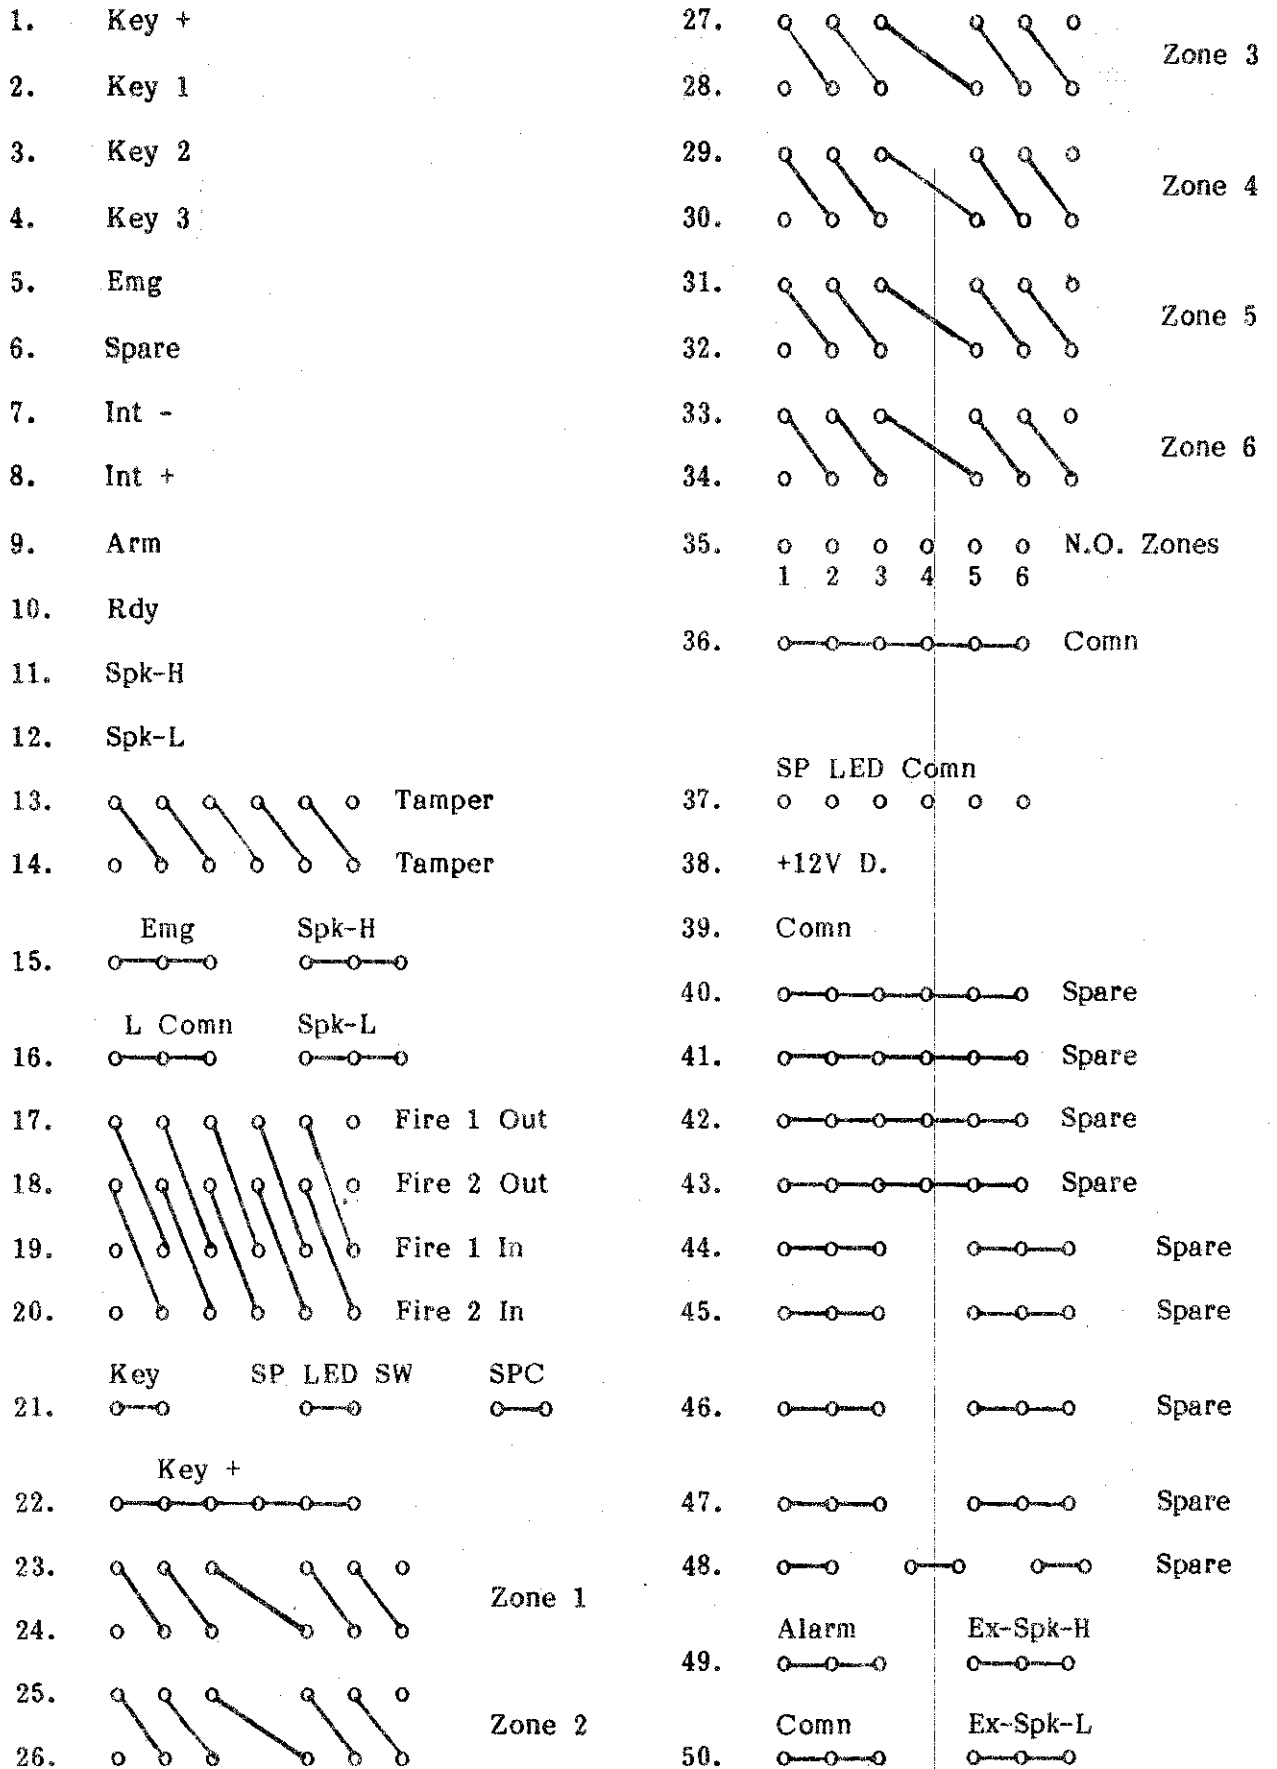 1. Key +
2. Key 1
3. Key 2
4. Key 3
5. Emg
6. Spare
7. Int -
8. Int +
9. Arm
10. Rdy
11. Spk-H
12. Spk-L
13. Tamper
14. Tamper
Emg Spk-H
15.
L Comn Spk-L
16.
17. Fire 1 Out
18. Fire 2 Out
19. Fire 1 In
20. Fire 2 In
Key SP LED SW SPC
21.
Key +
22.
23.
Zone 1
24.
25.
Zone 2
26.
27.
Zone 3
28.
29.
Zone 4
30.
31.
Zone 5
32.
33.
Zone 6
34.
35. N.O. Zones
1 2 3 4 5 6
36. Comn
SP LED Comn
37.
38. +12V D.
39. Comn
40. Spare
41. Spare
42. Spare
43. Spare
44. Spare
45. Spare
46. Spare
47. Spare
48. Spare
Alarm Ex-Spk-H
49.
Comn Ex-Spk-L
50.